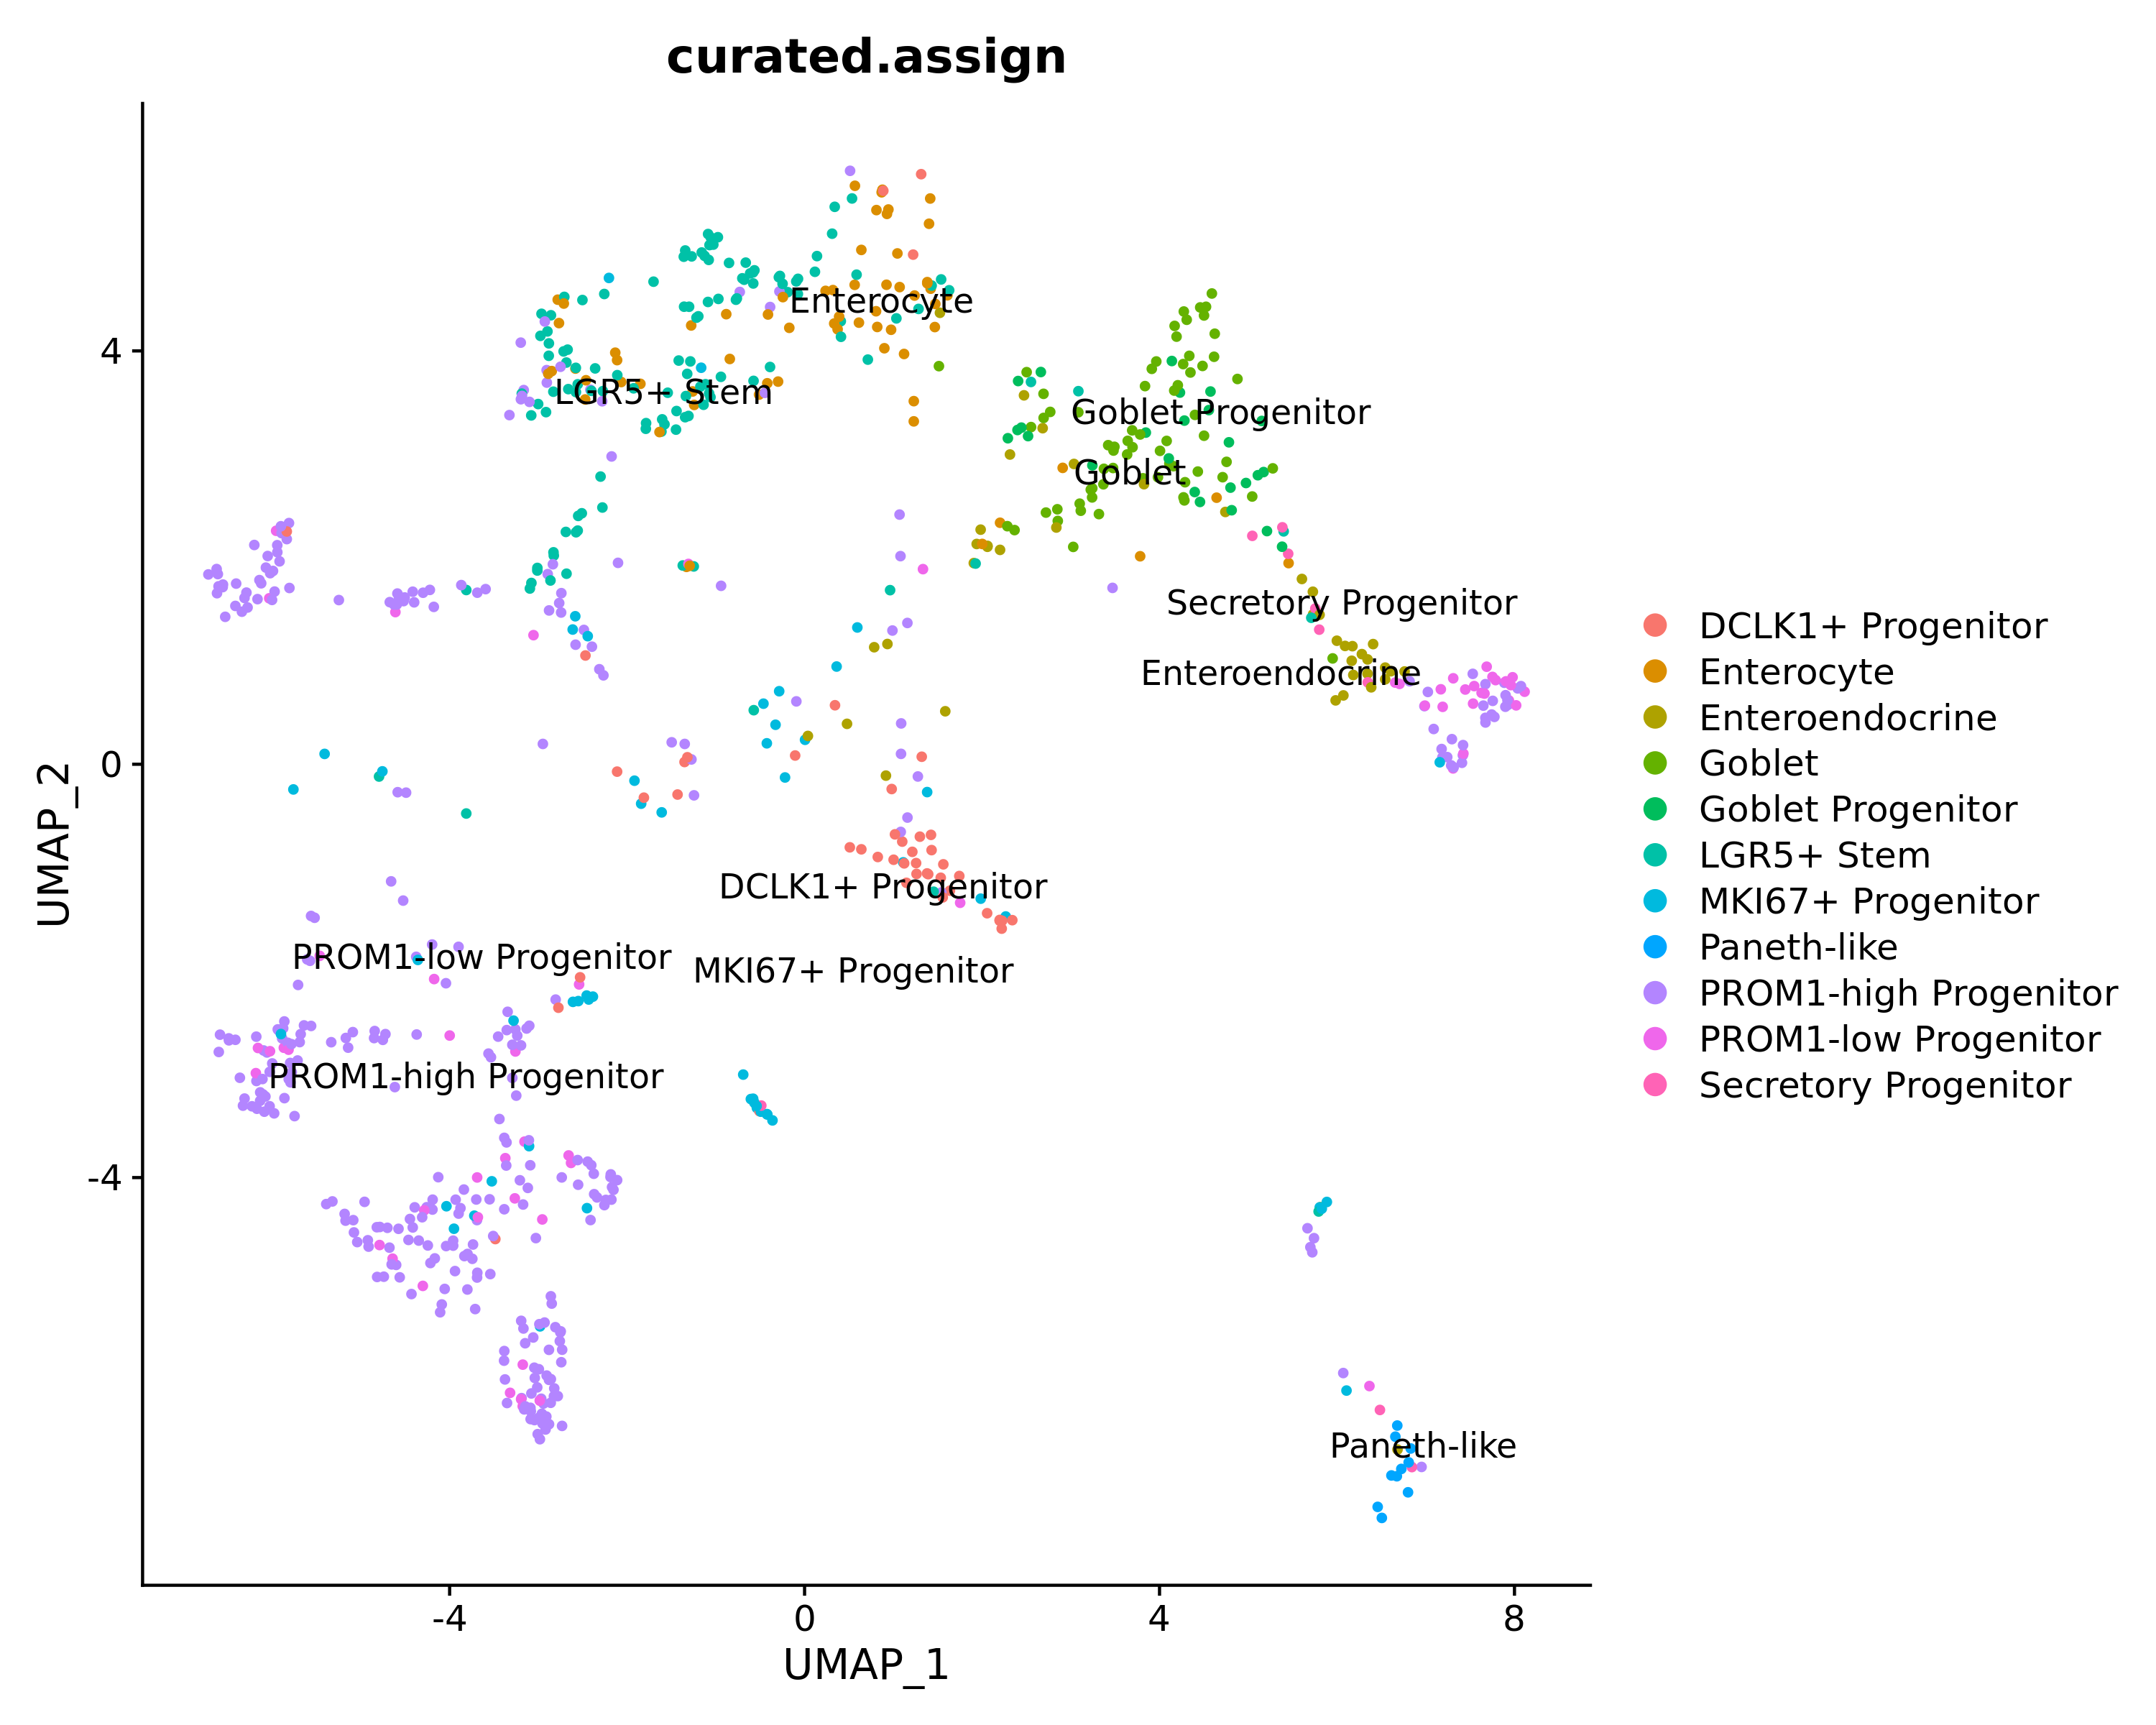 curated.assign
Enterocyte
4
LGR5+ Stem
Goblet Progenitor
Goblet
Secretory Progenitor
Enteroendocrine
0
DCLK1+ Progenitor
PROM1-low Progenitor
MKI67+ Progenitor
PROM1-high Progenitor
-4
Paneth-like
UMAP_2
-4
0
4
8
UMAP_1
DCLK1+ Progenitor
Enterocyte
Enteroendocrine
Goblet
Goblet Progenitor
LGR5+ Stem
MKI67+ Progenitor
Paneth-like
PROM1-high Progenitor
PROM1-low Progenitor
Secretory Progenitor